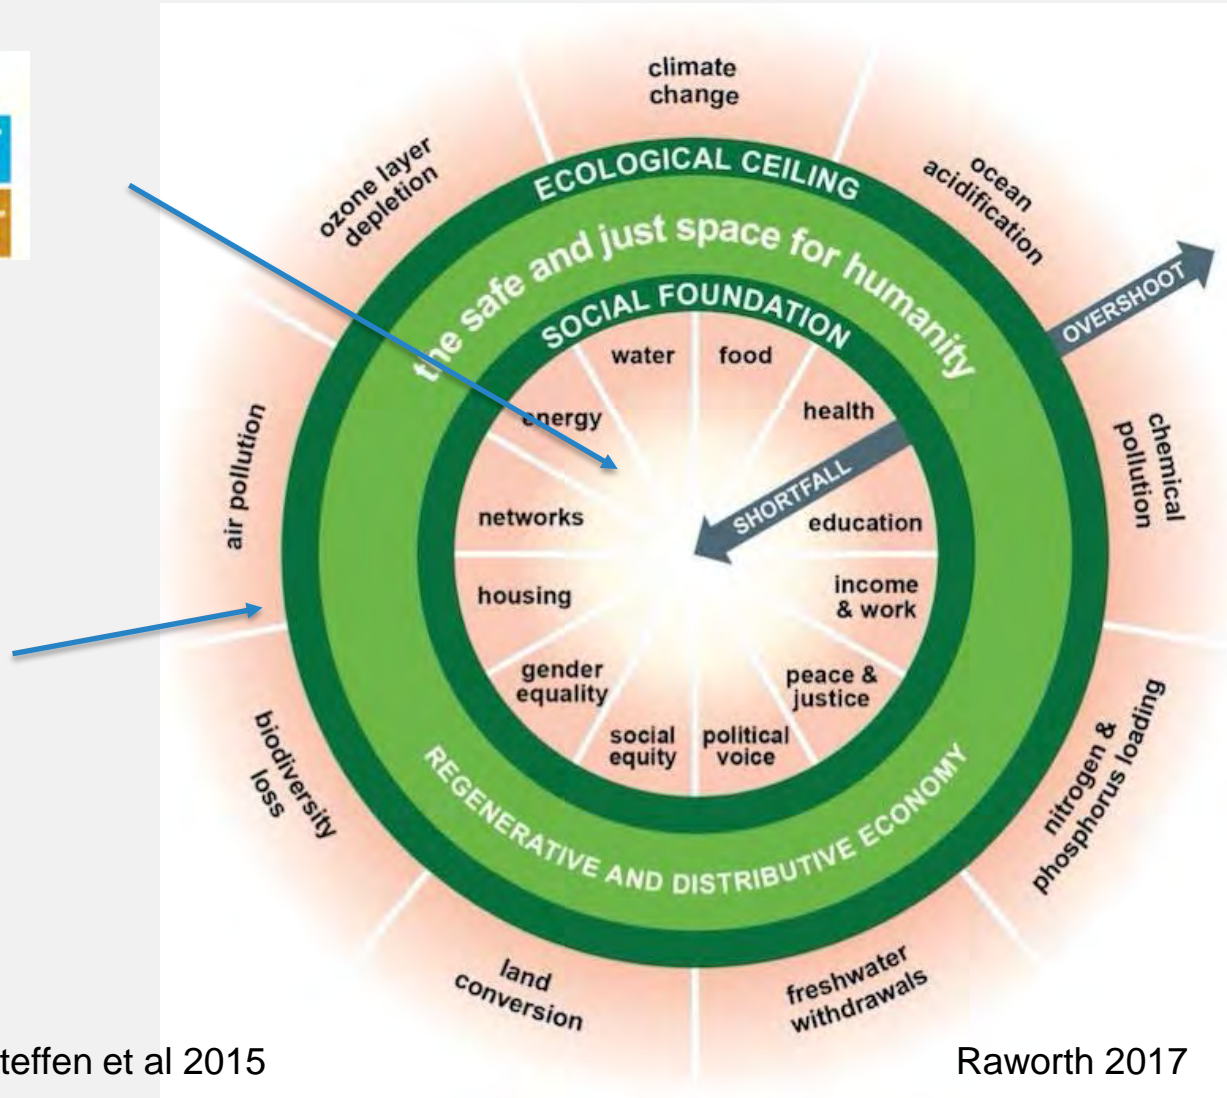 climate
change
ozone layer
depletion
ocean
acidification
ECOLOGICAL CEILING
the safe and just space for humanity
OVERSHOOT
SOCIAL FOUNDATION
water
food
energy
health
air pollution
chemical
pollution
SHORTFALL
networks
education
housing
income
& work
gender
equality
peace &
justice
social
equity
political
voice
biodiversity
loss
nitrogen &
phosphorus loading
REGENERATIVE AND DISTRIBUTIVE ECONOMY
land
conversion
freshwater
withdrawals
teffen et al 2015
Raworth 2017